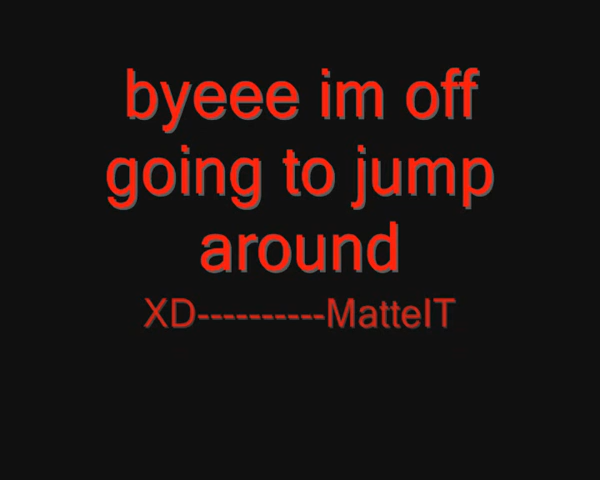 byeee im off
going to jump
around
XD----------MatteIT